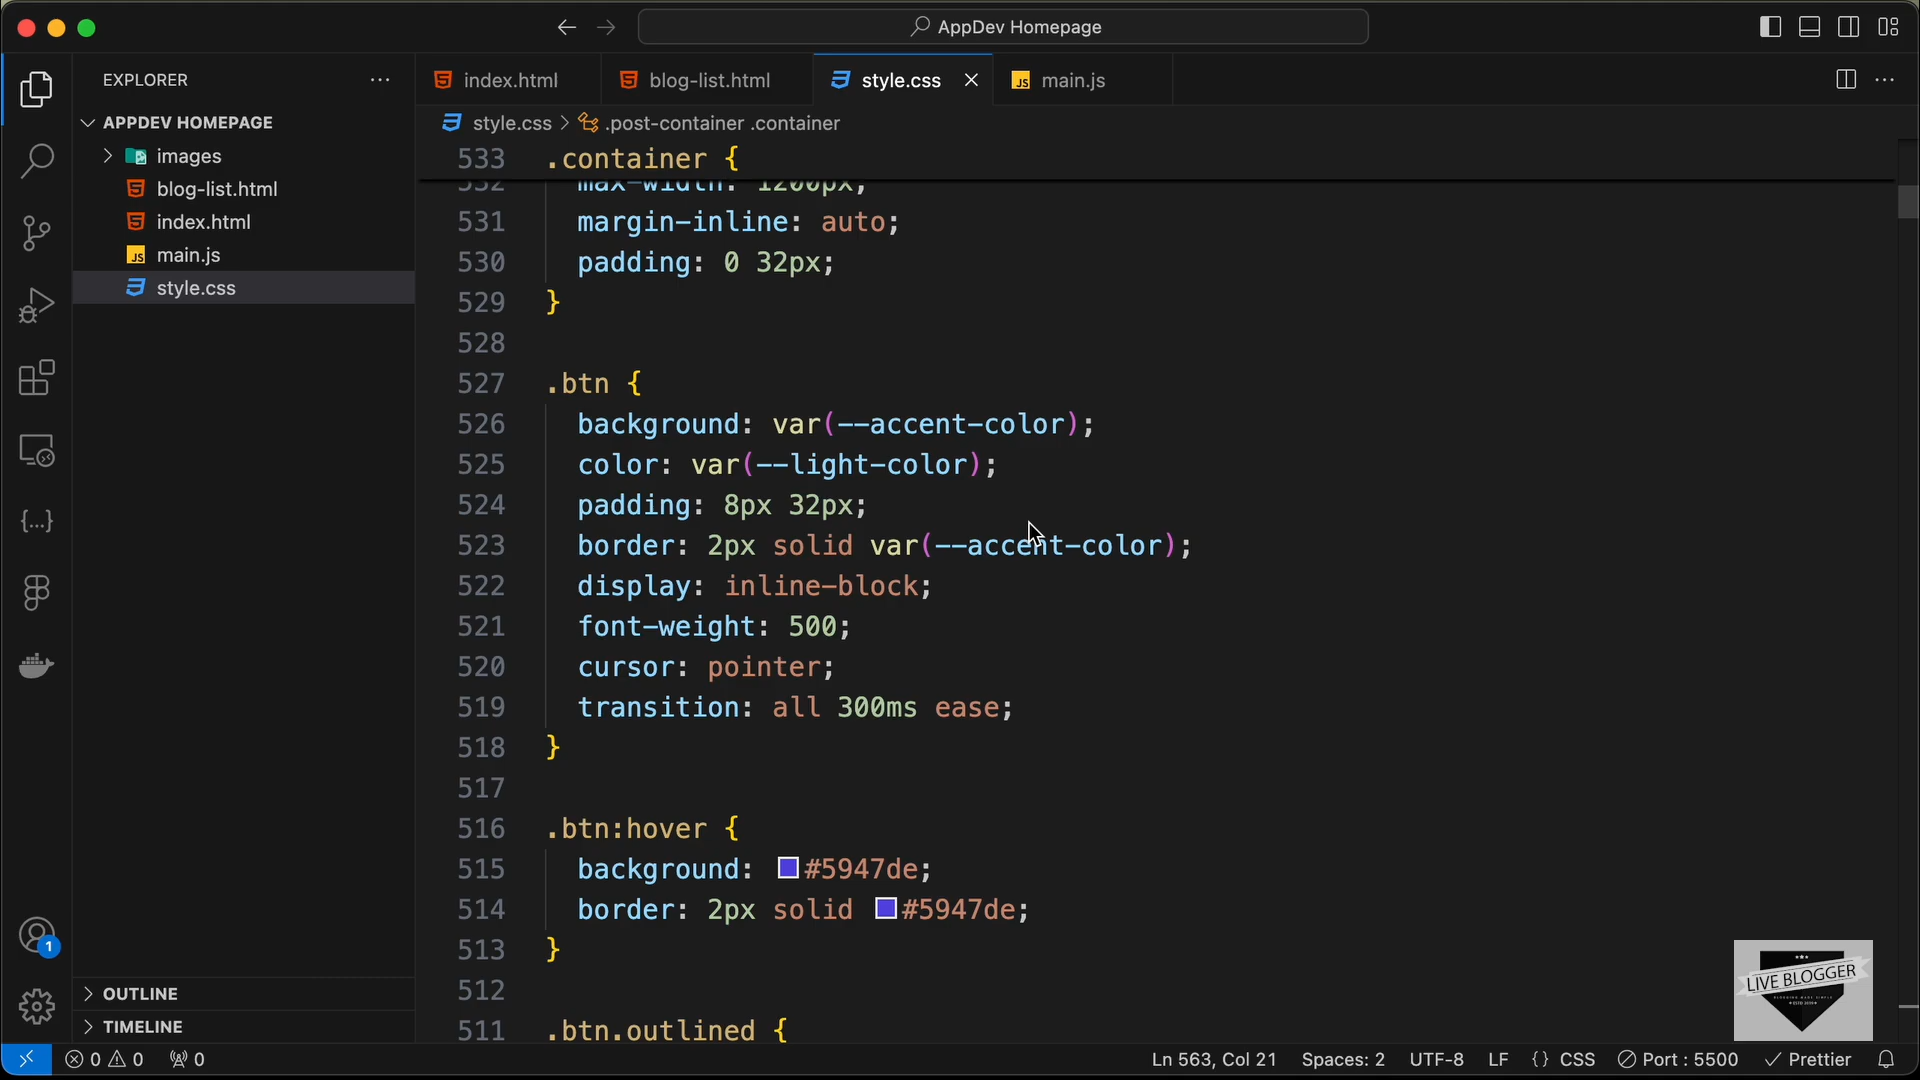 AppDev Homepage
EXPLORER
index.html
blog-list.html
style.css
main.js
APPDEV HOMEPAGE
images
blog-list.html
index.html
main.js
style.css
style.css > .post-container .container
533 .container {
532 max-width: 1200px;
531 margin-inline: auto;
530 padding: 0 32px;
529 }
528
527 .btn {
526 background: var(--accent-color);
525 color: var(--light-color);
524 padding: 8px 32px;
523 border: 2px solid var(--accent-color);
522 display: inline-block;
521 font-weight: 500;
520 cursor: pointer;
519 transition: all 300ms ease;
518 }
517
516 .btn:hover {
515 background: #5947de;
514 border: 2px solid #5947de;
513 }
512
511 .btn.outlined {
1
OUTLINE
TIMELINE
LIVE BLOGGER
0 0 0
Ln 563, Col 21 Spaces: 2 UTF-8 LF {} CSS Port : 5500 Prettier